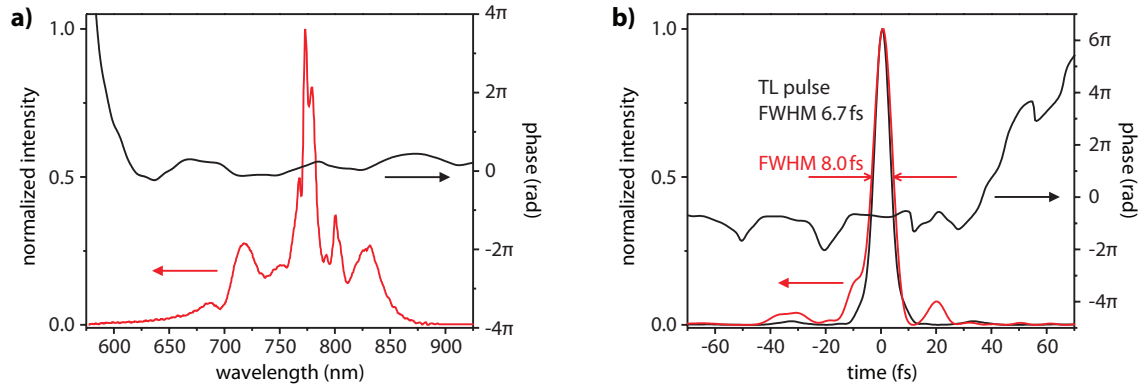 a)
normalized intensity
1.0
0.5
0.0
600 650 700 750 800 850 900
wavelength (nm)
4π
2π
0
-2π
-4π
phase (rad)
b)
normalized intensity
1.0
0.5
0.0
TL pulse
FWHM 6.7 fs
FWHM 8.0 fs
-60 -40 -20 0 20 40 60
time (fs)
6π
4π
2π
0
-2π
-4π
phase (rad)